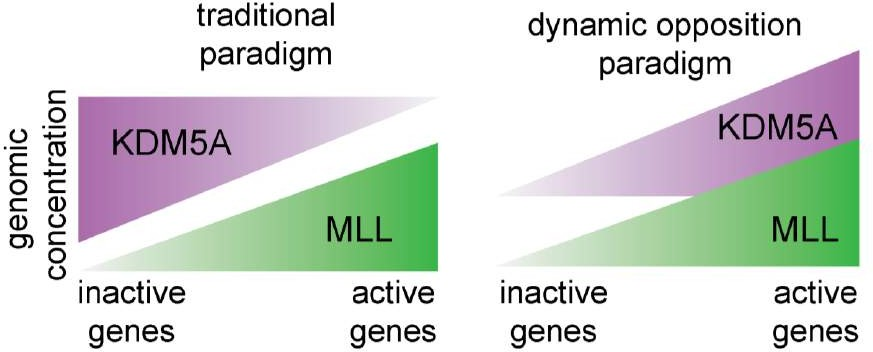 traditional
paradigm
genomic
concentration
KDM5A
MLL
inactive
genes
active
genes
dynamic opposition
paradigm
KDM5A
MLL
inactive
genes
active
genes